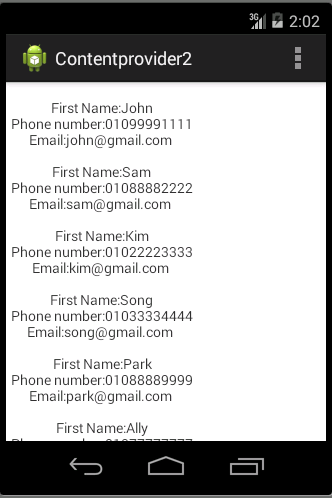 3G 2:02
Contentprovider2
First Name:John
Phone number:01099991111
Email:john@gmail.com
First Name:Sam
Phone number:01088882222
Email:sam@gmail.com
First Name:Kim
Phone number:01022223333
Email:kim@gmail.com
First Name:Song
Phone number:01033334444
Email:song@gmail.com
First Name:Park
Phone number:01088889999
Email:park@gmail.com
First Name:Ally
Phone number:01077777777